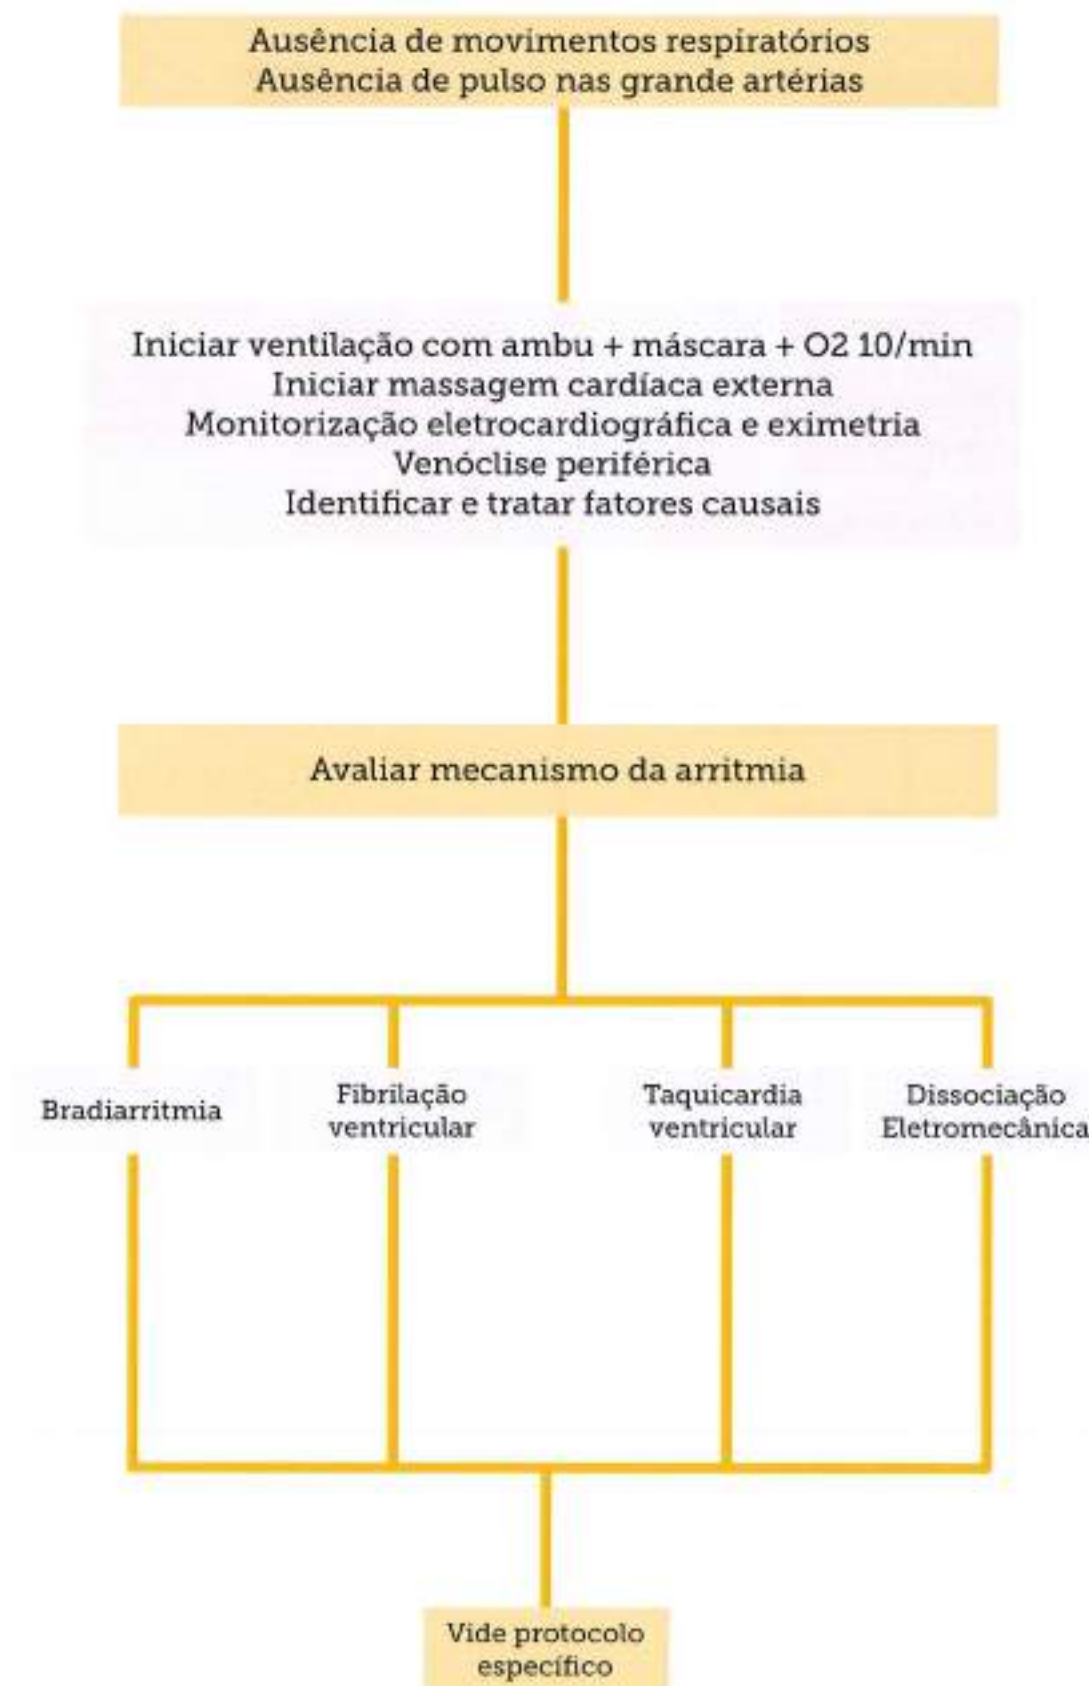 Ausência de movimentos respiratórios
Ausência de pulso nas grande artérias
Iniciar ventilação com ambu + máscara + O2 10/min
Iniciar massagem cardíaca externa
Monitorização eletrocardiográfica e eximetria
Venóclise periférica
Identificar e tratar fatores causais
Avaliar mecanismo da arritmia
Bradiarritmia
Fibrilação
ventricular
Taquicardia
ventricular
Dissociação
Eletromecânica
Vide protocolo
específico